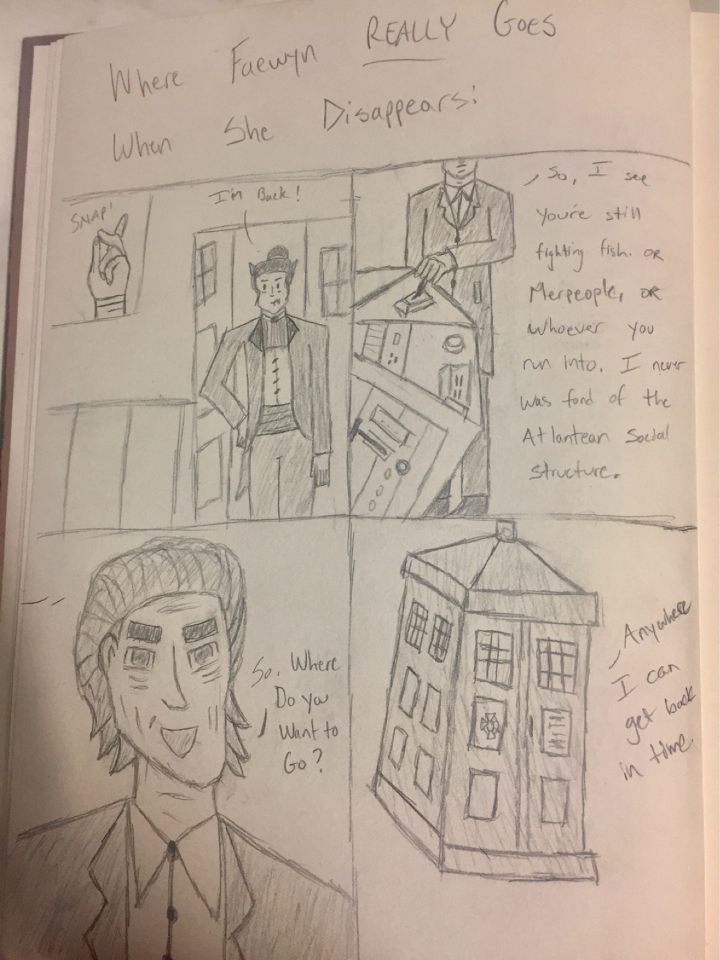 Where Faewyn REALLY Goes
When She Disappears:
SNAP!
I'm Back!
So, I see
you're still
fighting fish. OR
Merpeople, OR
whoever you
run into. I never
was fond of the
Atlantean Social
structure.
So, Where
Do you
Want to
Go?
Anywhere
I can
get back
in time.